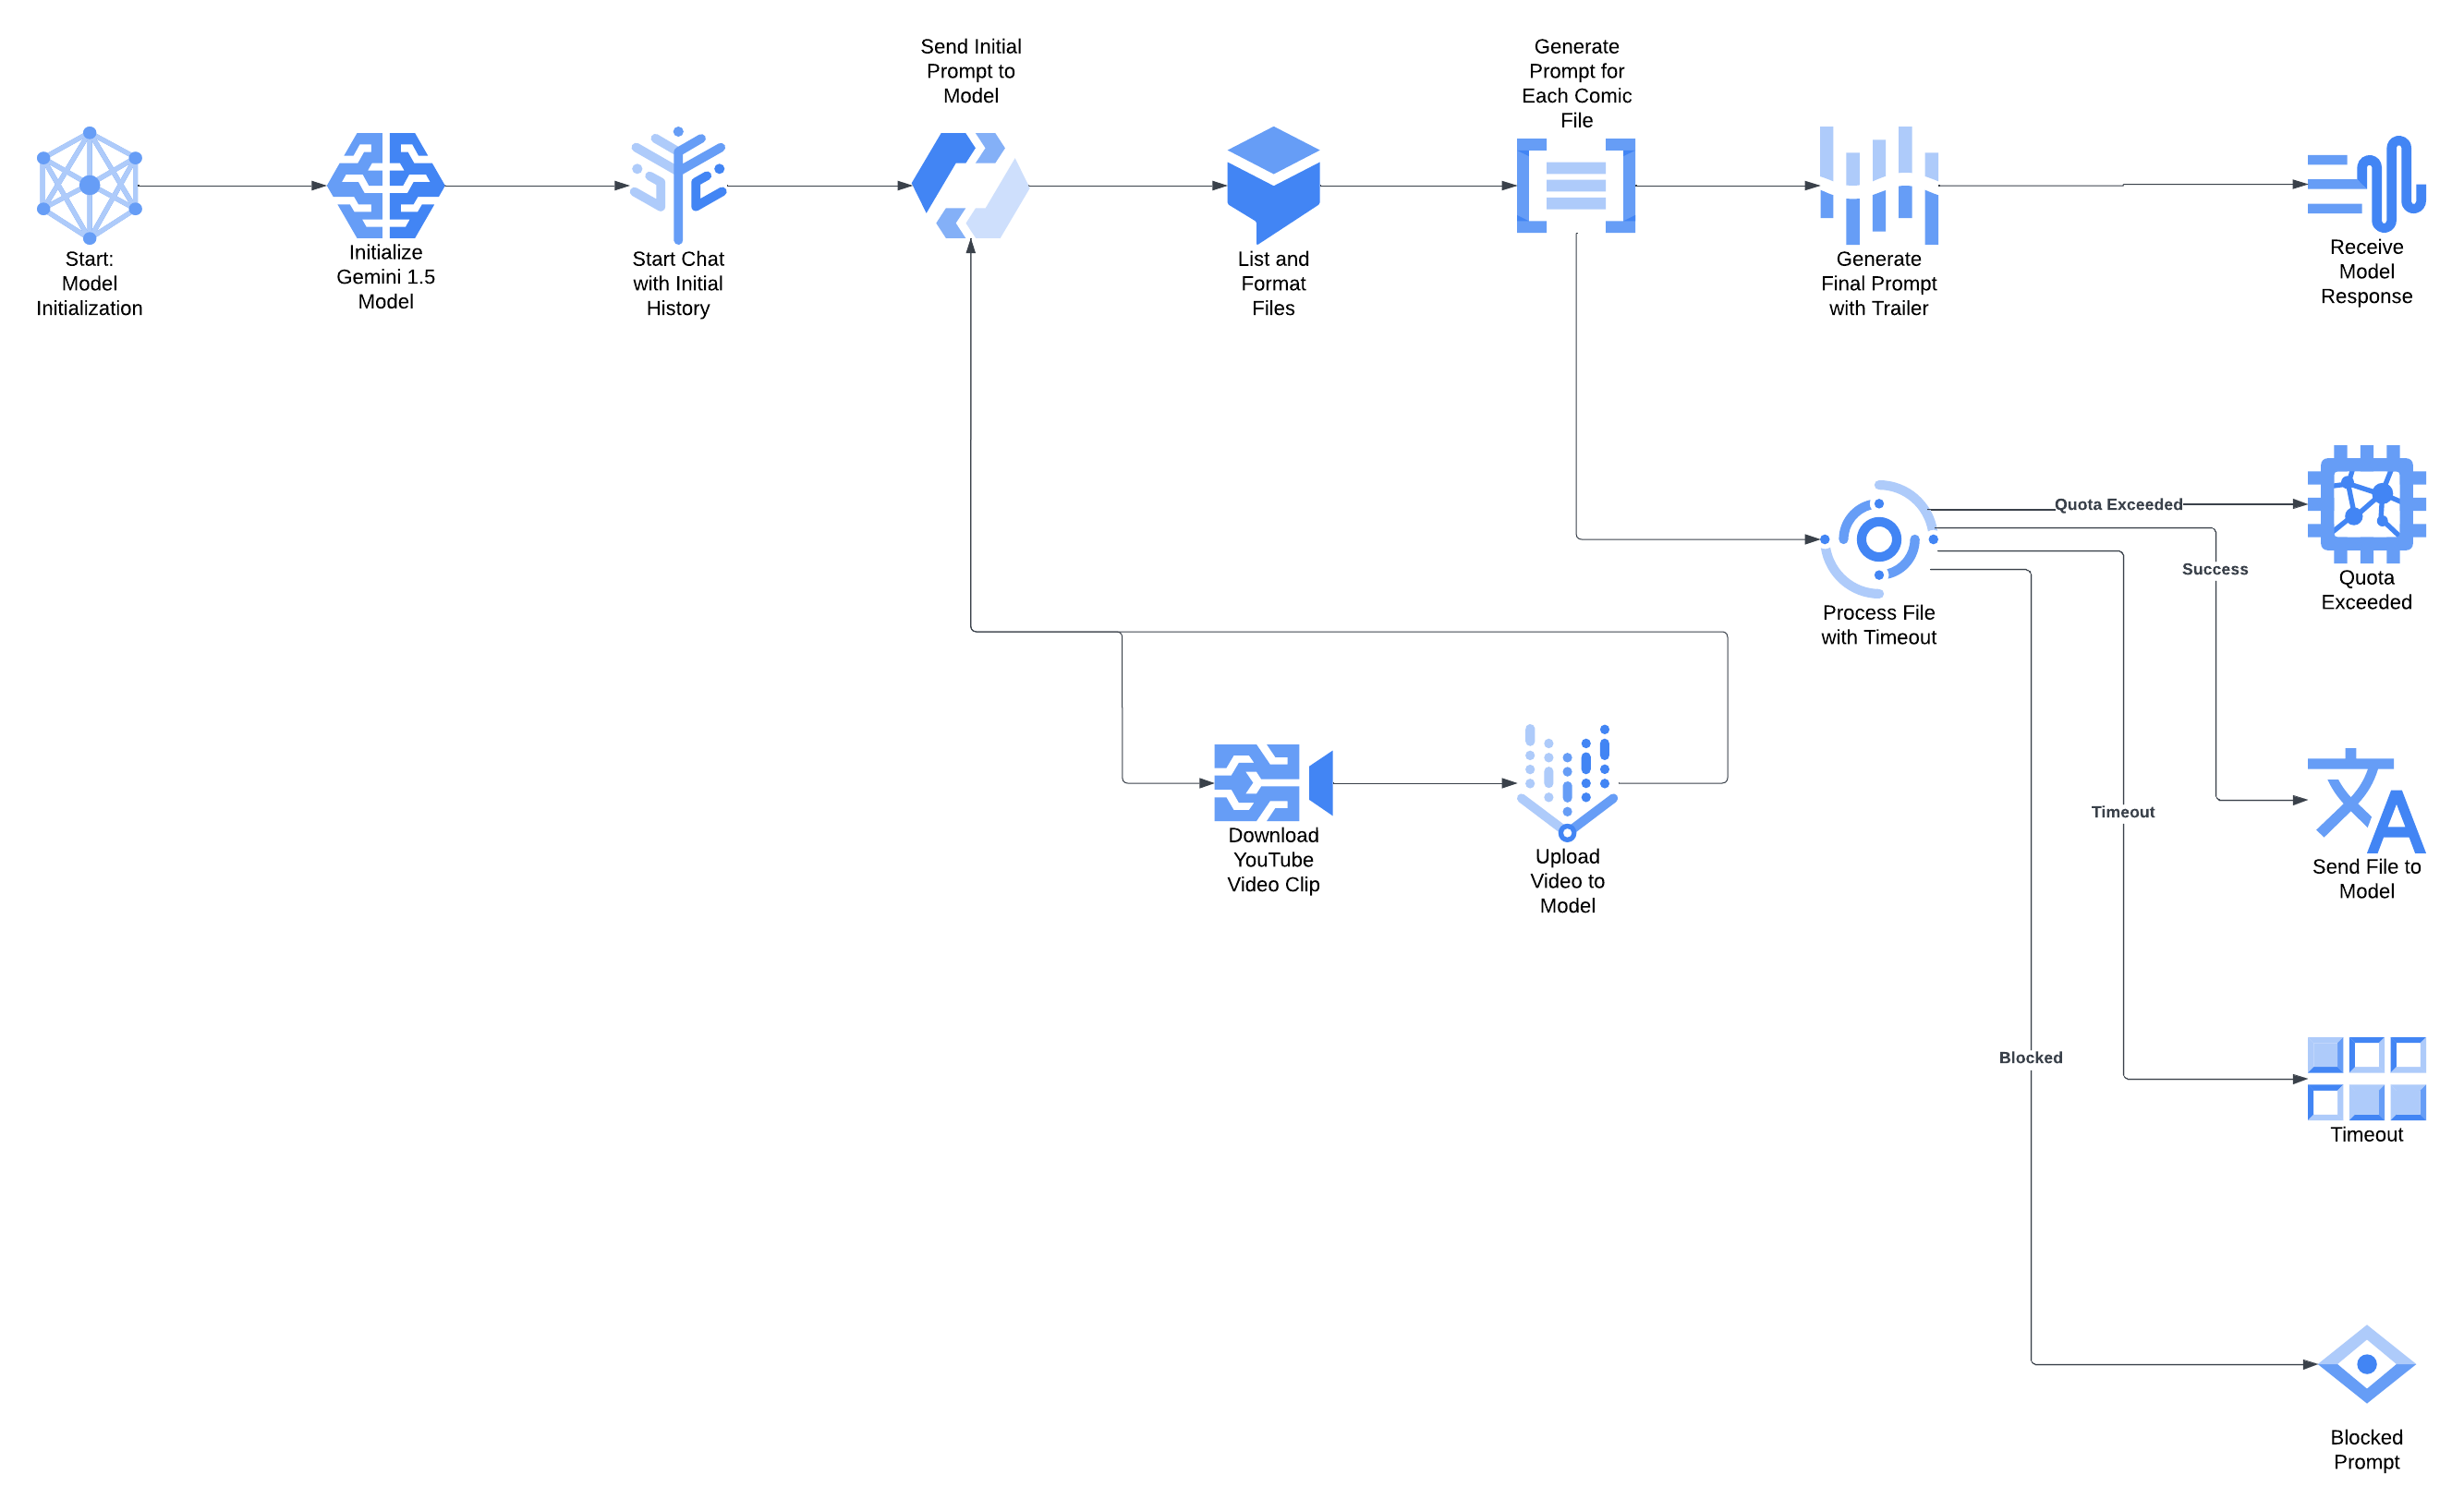 Send Initial
Prompt to
Model
Generate
Prompt for
Each Comic
File
Start:
Model
Initialization
Initialize
Gemini 1.5
Model
Start Chat
with Initial
History
List and
Format
Files
Generate
Final Prompt
with Trailer
Receive
Model
Response
Quota Exceeded
Success
Quota
Exceeded
Process File
with Timeout
Timeout
Download
YouTube
Video Clip
Upload
Video to
Model
Send File to
Model
Blocked
Timeout
Blocked
Prompt